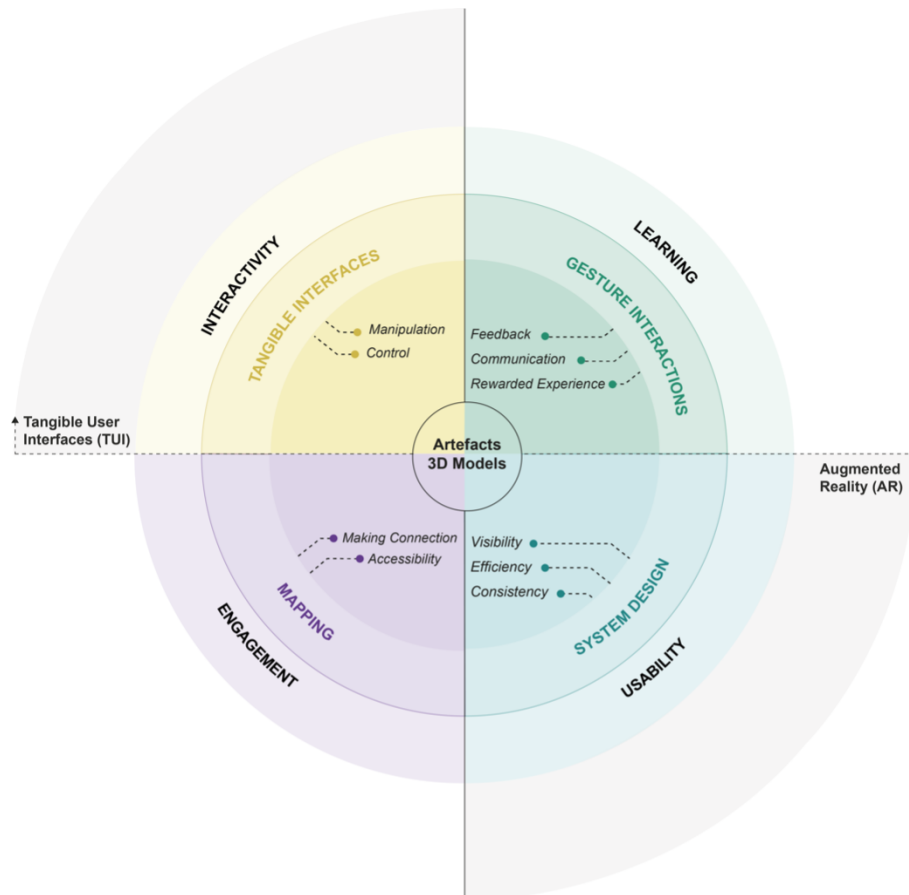 INTERACTIVITY
TANGIBLE INTERFACES
Manipulation
Control
LEARNING
GESTURE INTERACTIONS
Feedback
Communication
Rewarded Experience
Tangible User
Interfaces (TUI)
Artefacts
3D Models
Augmented
Reality (AR)
Making Connection
Accessibility
MAPPING
ENGAGEMENT
Visibility
Efficiency
Consistency
SYSTEM DESIGN
USABILITY